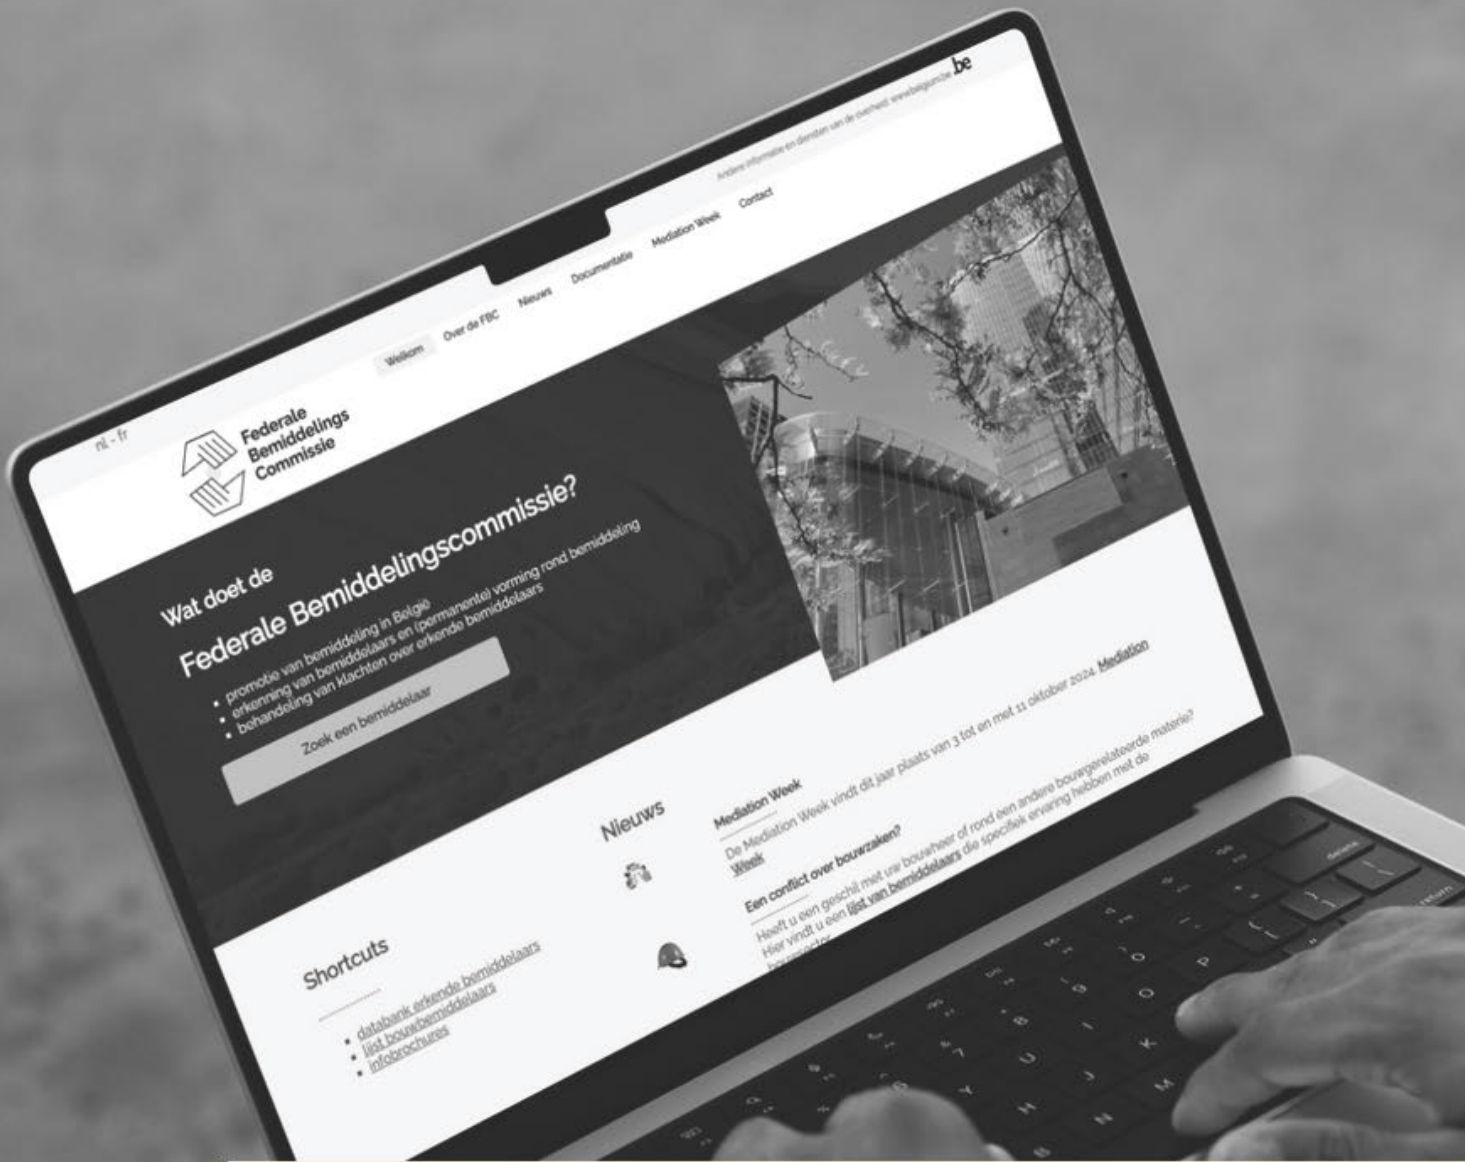 nl - fr
Andere informatie en diensten van de overheid: www.belgium.be
.be
Federale
Bemiddelings
Commissie
Welkom
Over de FBC
Nieuws
Documentatie
Mediation Week
Contact
Wat doet de
Federale Bemiddelingscommissie?
promotie van bemiddeling in België
erkenning van bemiddelaars en (permanente) vorming rond bemiddeling
behandeling van klachten over erkende bemiddelaars
Zoek een bemiddelaar
Shortcuts
databank erkende bemiddelaars
lijst bouwbemiddelaars
infobrochures
Nieuws
Mediation Week
De Mediation Week vindt dit jaar plaats van 3 tot en met 11 oktober 2024. Mediation
Week
Een conflict over bouwzaken?
Heeft u een geschil met uw bouwheer of rond een andere bouwgerelateerde materie?
Hier vindt u een lijst van bemiddelaars die specifiek ervaring hebben met de
bouwsector
delete
return
P
O
I
U
Y
K
J
H
M
N
B